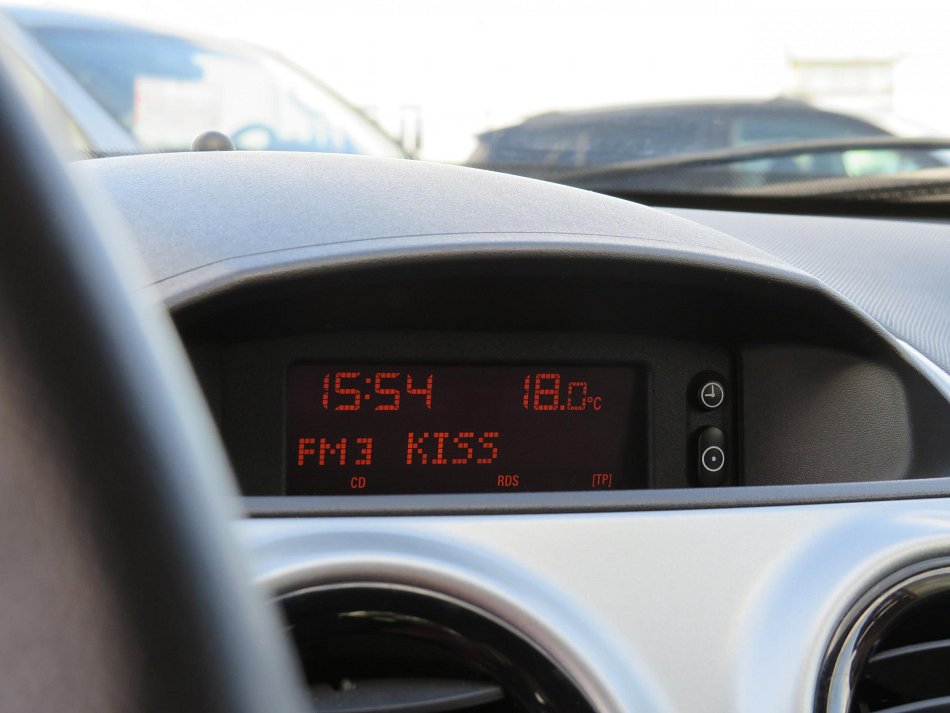 15:54 18.0°C
FM3 KISS
CD RDS [TP]